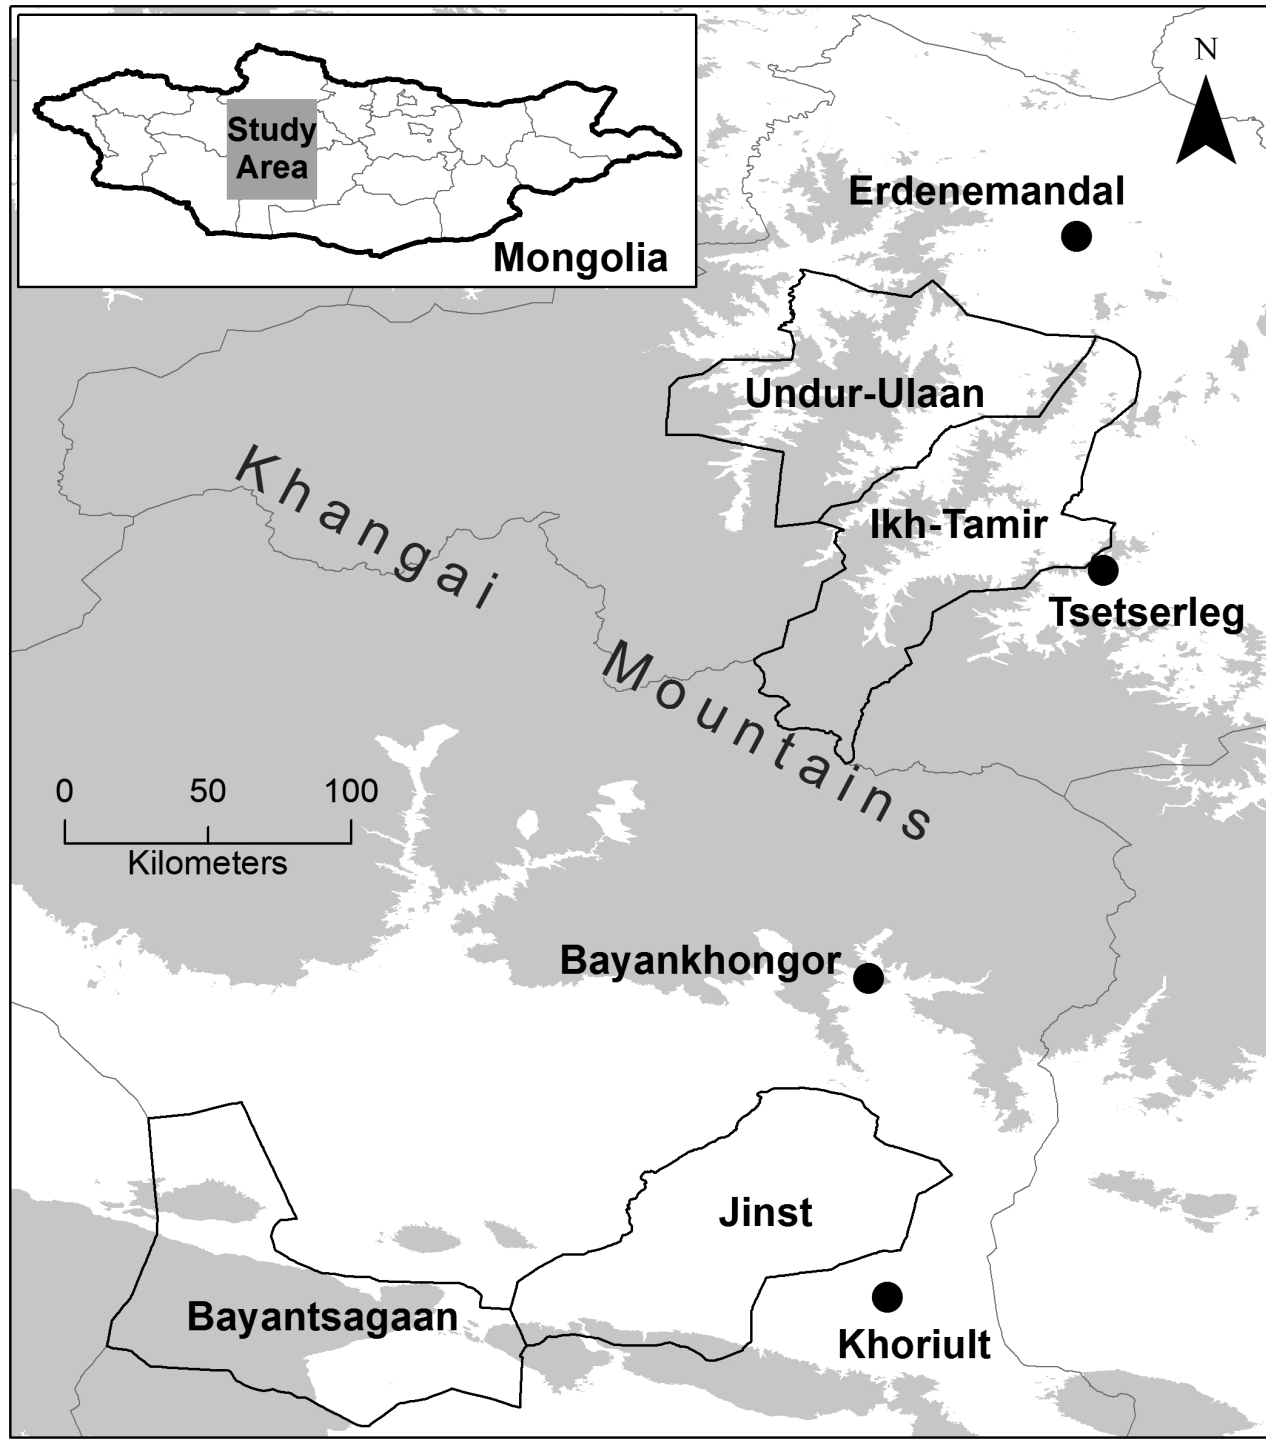 Study
Area
Mongolia
N
Erdenemandal
Undur-Ulaan
Khangai
Ikh-Tamir
Tsetserleg
Mountains
0 50 100
Kilometers
Bayankhongor
Jinst
Bayantsagaan
Khoriult